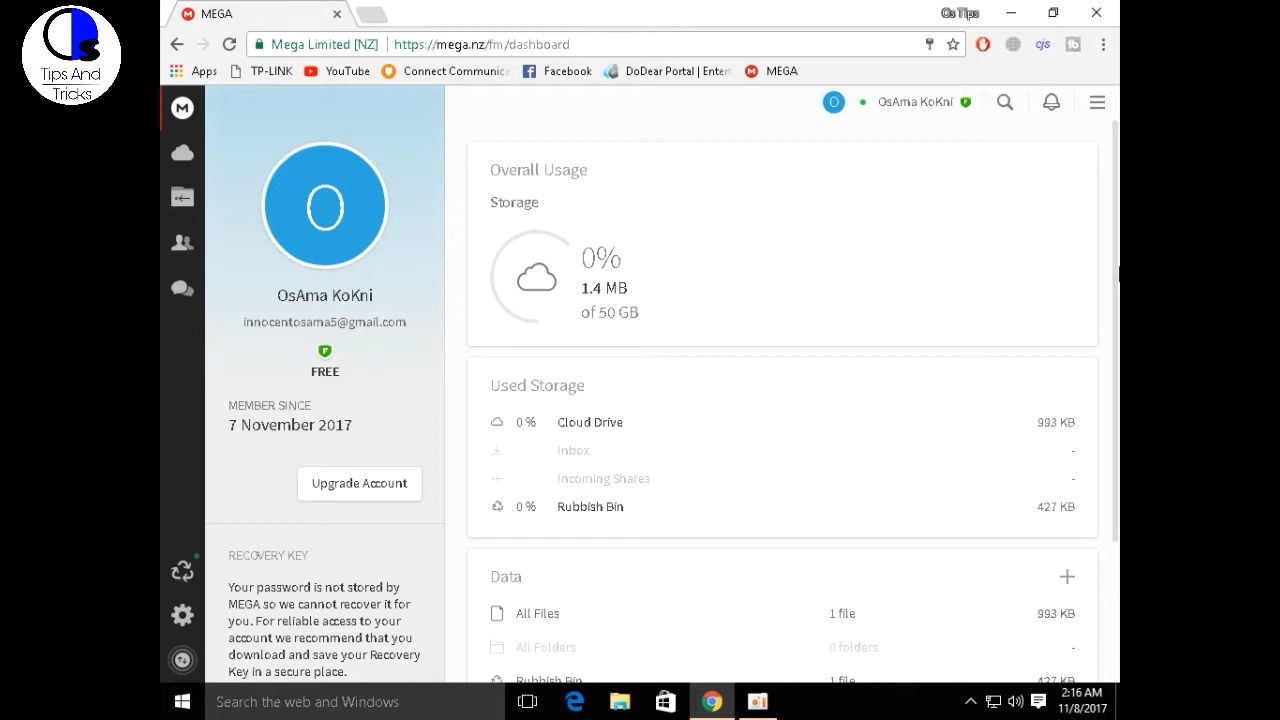 MEGA
Os Tips
Mega Limited [NZ]
https://mega.nz/fm/dashboard
Apps
TP-LINK
YouTube
Connect Communic
Facebook
DoDear Portal | Entert
MEGA
Tips And
Tricks
O
OsAma KoKni
O
OsAma KoKni
innocentosama5@gmail.com
FREE
MEMBER SINCE
7 November 2017
Upgrade Account
RECOVERY KEY
Your password is not stored by
MEGA so we cannot recover it for
you. For reliable access to your
account we recommend that you
download and save your Recovery
Key in a secure place.
Overall Usage
Storage
0%
1.4 MB
of 50 GB
Used Storage
0 % Cloud Drive 993 KB
Inbox -
Incoming Shares -
0 % Rubbish Bin 427 KB
Data
All Files 1 file 993 KB
All Folders 0 folders -
Rubbish Bin 1 file 427 KB
Search the web and Windows
2:16 AM
11/8/2017